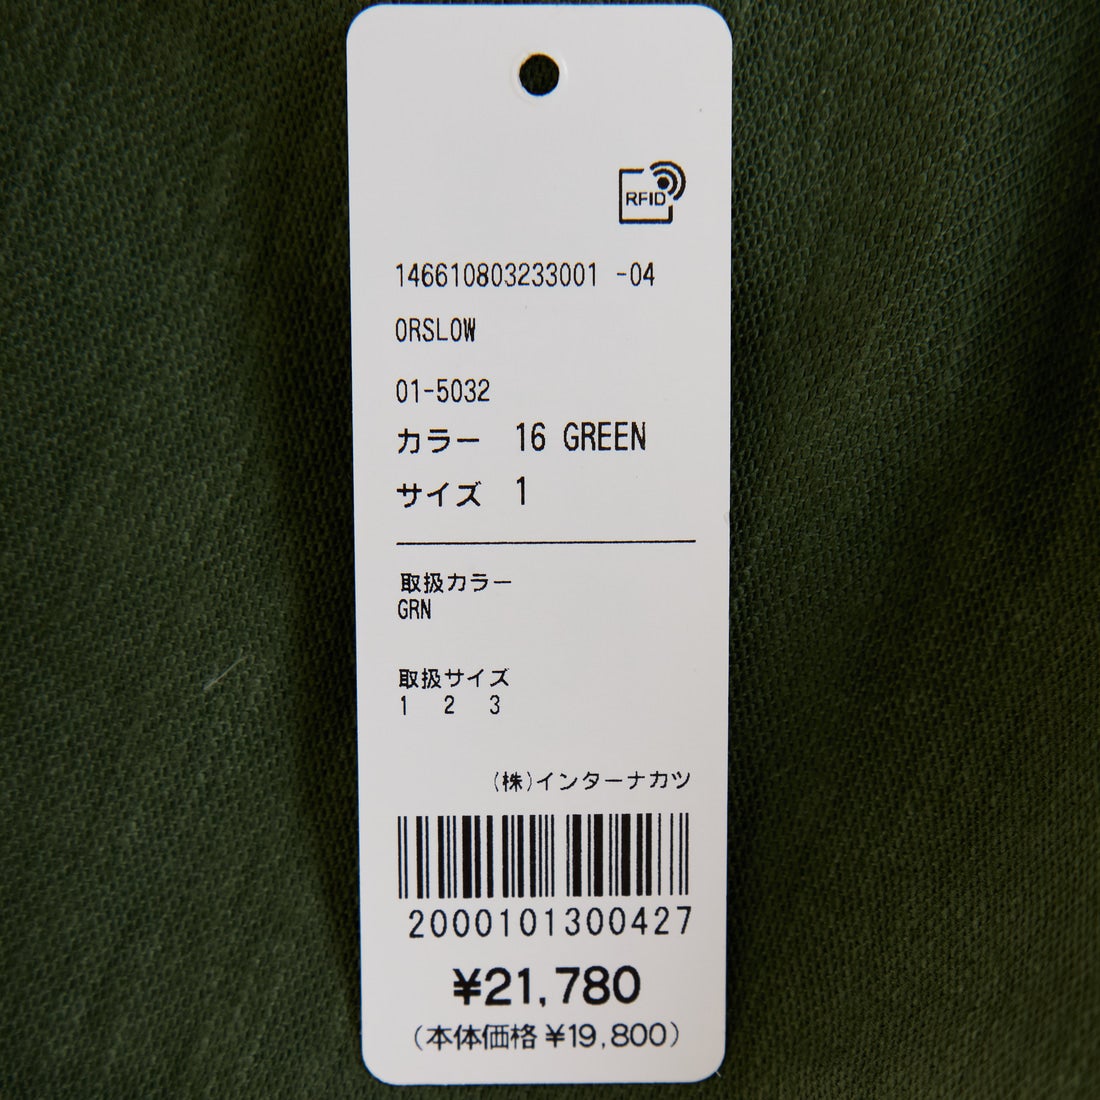 RFID
146610803233001 -04
ORSLOW
01-5032
カラー 16 GREEN
サイズ 1
取扱カラー
GRN
取扱サイズ
1 2 3
(株)インターナカツ
2000101300427
¥21,780
(本体価格¥19,800)